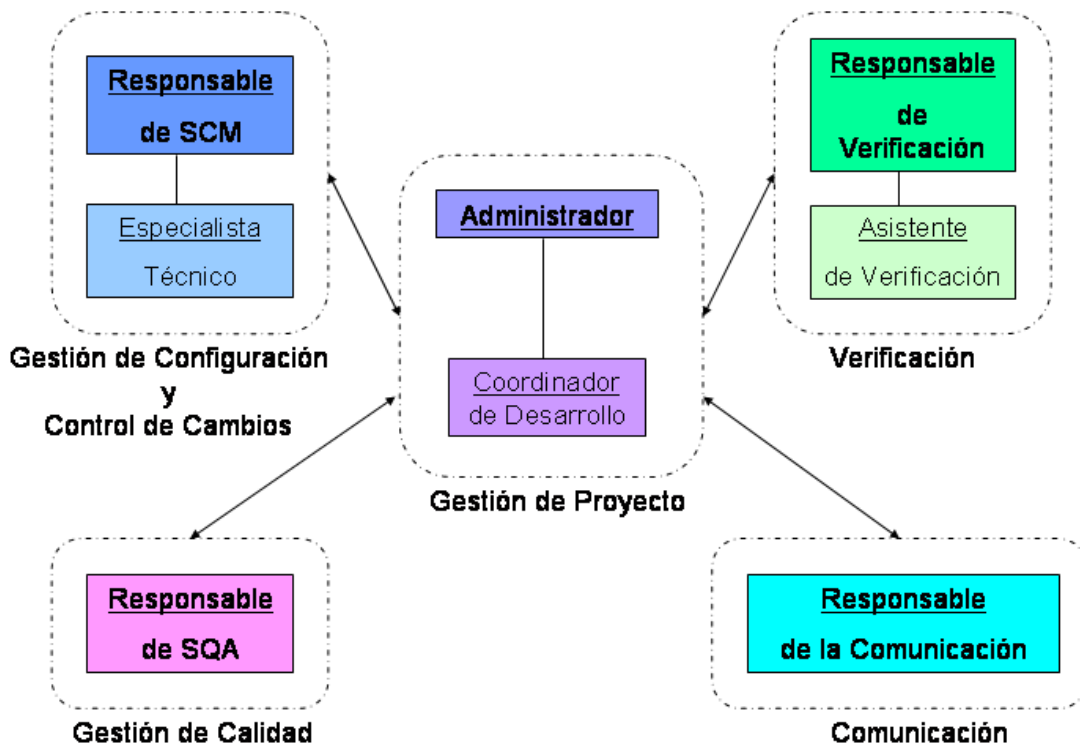 Responsable
de SCM
Especialista
Técnico
Gestión de Configuración
y
Control de Cambios
Administrador
Coordinador
de Desarrollo
Gestión de Proyecto
Responsable
de
Verificación
Asistente
de Verificación
Verificación
Responsable
de SQA
Gestión de Calidad
Responsable
de la Comunicación
Comunicación